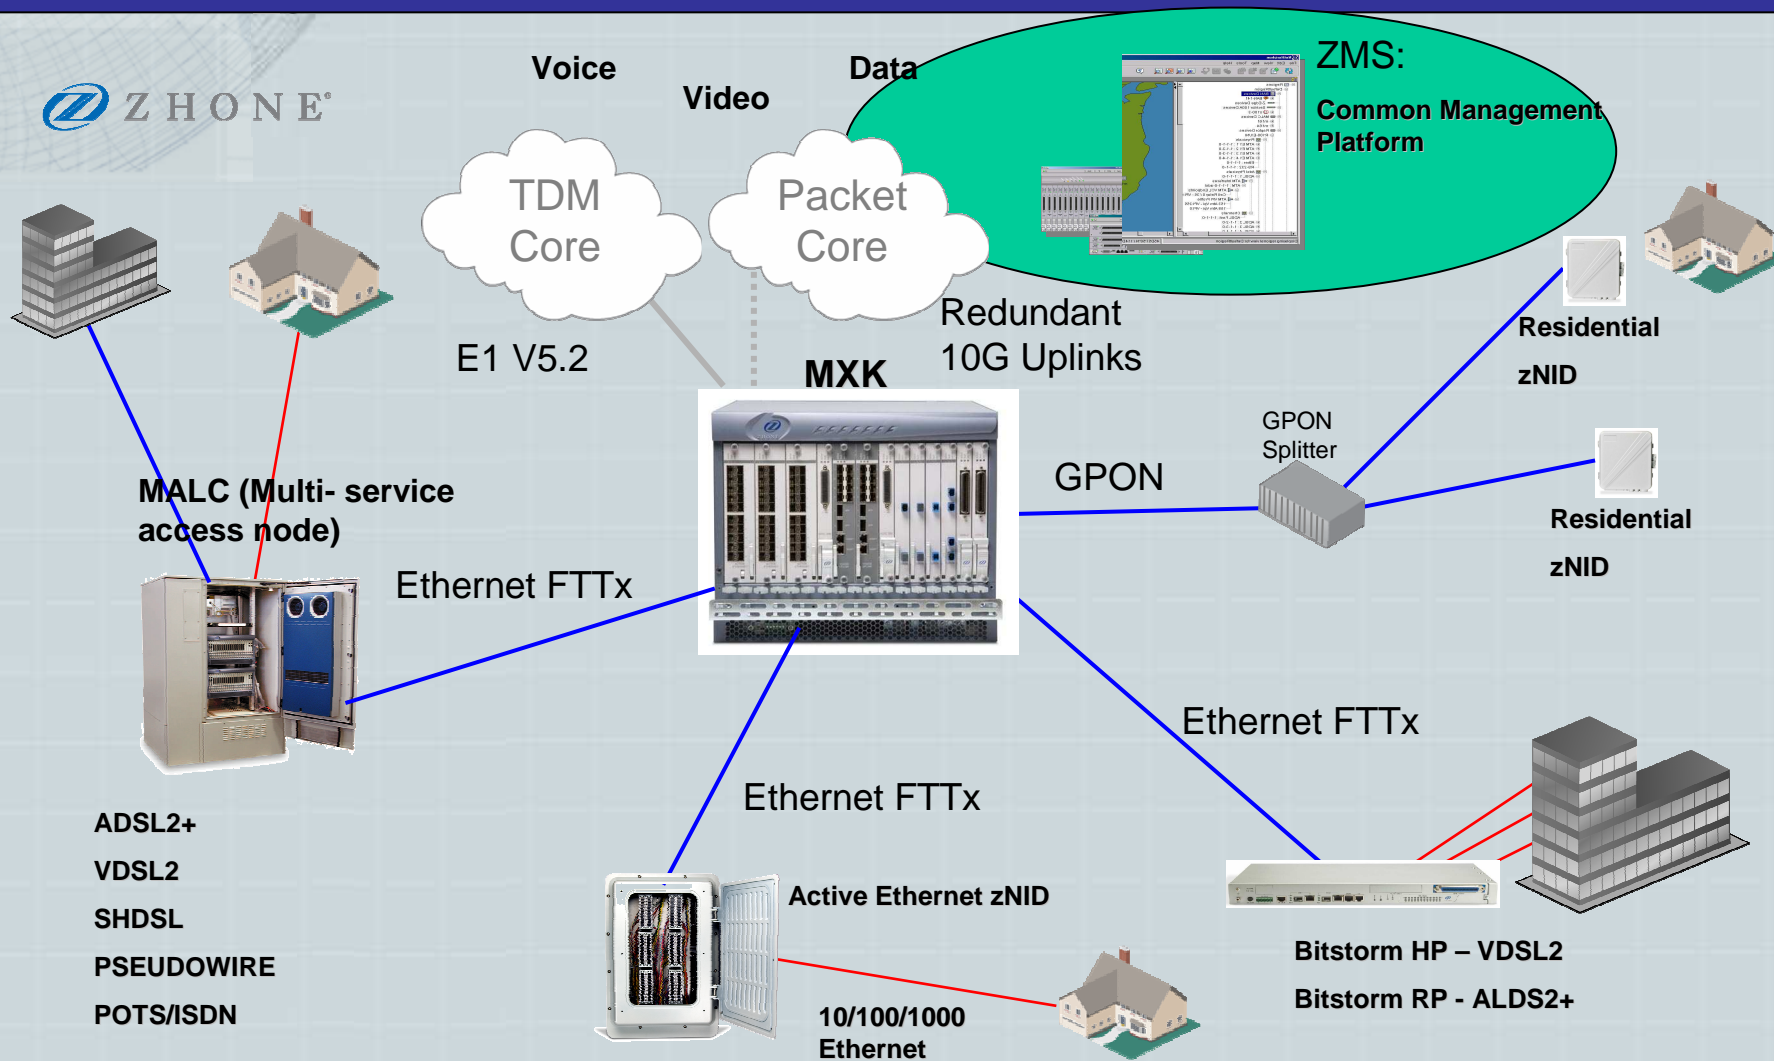 ZHONE
Voice
Video
Data
ZMS:
Common Management
Platform
TDM
Core
Packet
Core
E1 V5.2
Redundant
10G Uplinks
MXK
Residential
zNID
GPON
Splitter
GPON
Residential
zNID
MALC (Multi- service
access node)
Ethernet FTTx
Ethernet FTTx
Ethernet FTTx
ADSL2+
VDSL2
SHDSL
PSEUDOWIRE
POTS/ISDN
Active Ethernet zNID
10/100/1000
Ethernet
Bitstorm HP – VDSL2
Bitstorm RP - ALDS2+